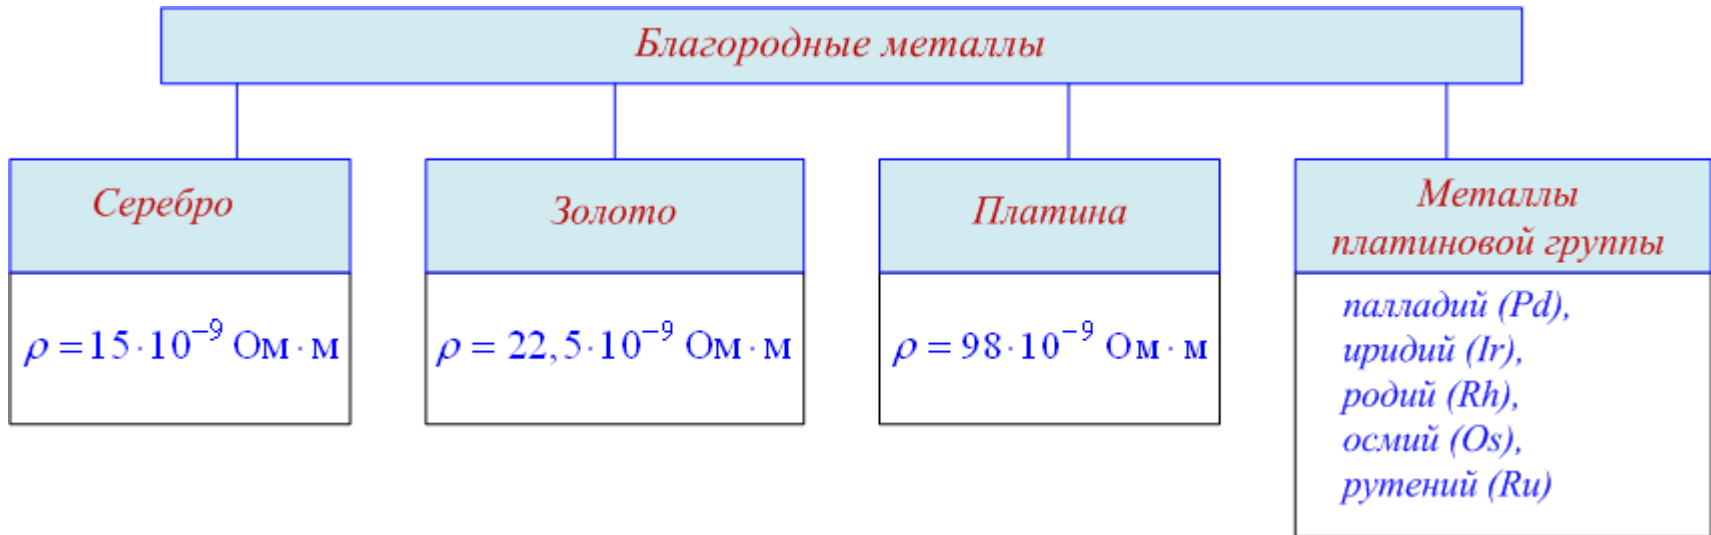 Благородные металлы
Серебро
ρ = 15·10⁻⁹ Ом·м
Золото
ρ = 22,5·10⁻⁹ Ом·м
Платина
ρ = 98·10⁻⁹ Ом·м
Металлы
платиновой группы
палладий (Pd),
иридий (Ir),
родий (Rh),
осмий (Os),
рутений (Ru)